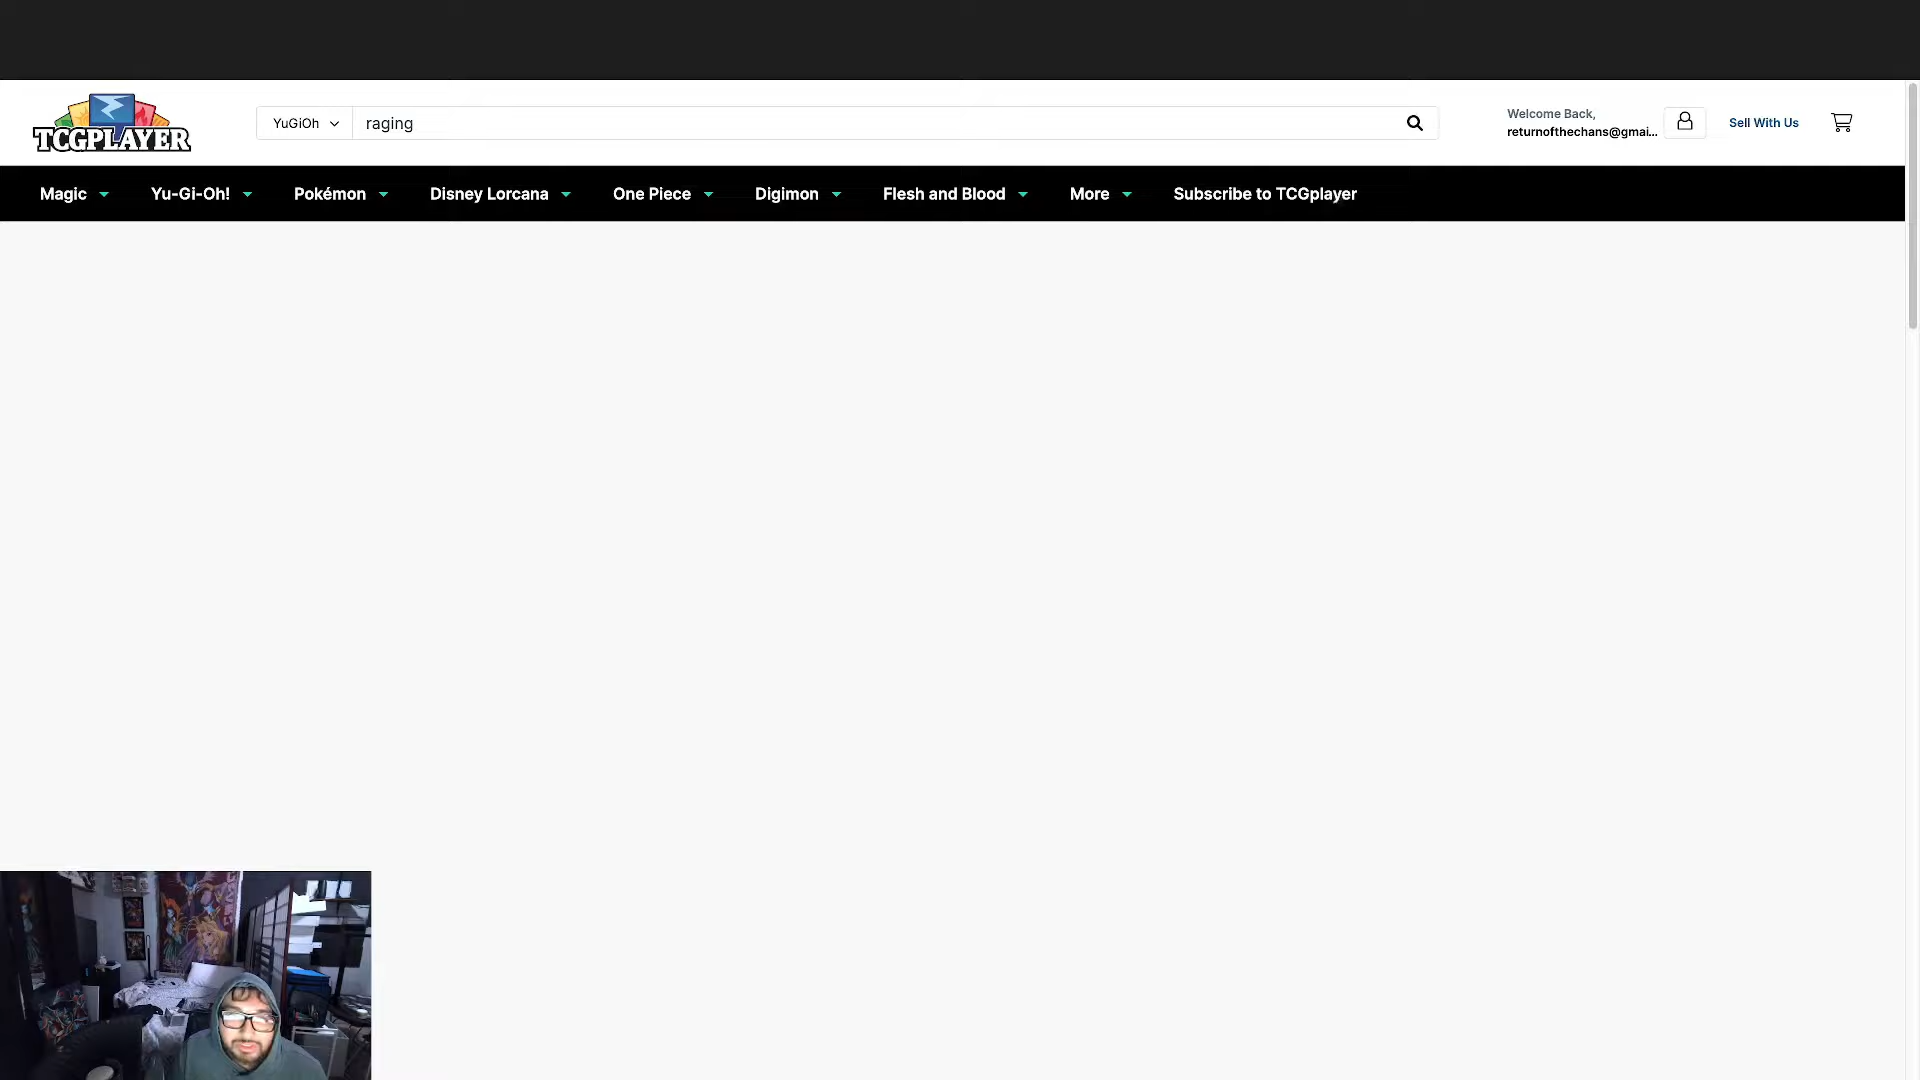 TCGPLAYER
YuGiOh
raging
Welcome Back,
returnofthechans@gmai...
Sell With Us
Magic
Yu-Gi-Oh!
Pokémon
Disney Lorcana
One Piece
Digimon
Flesh and Blood
More
Subscribe to TCGplayer